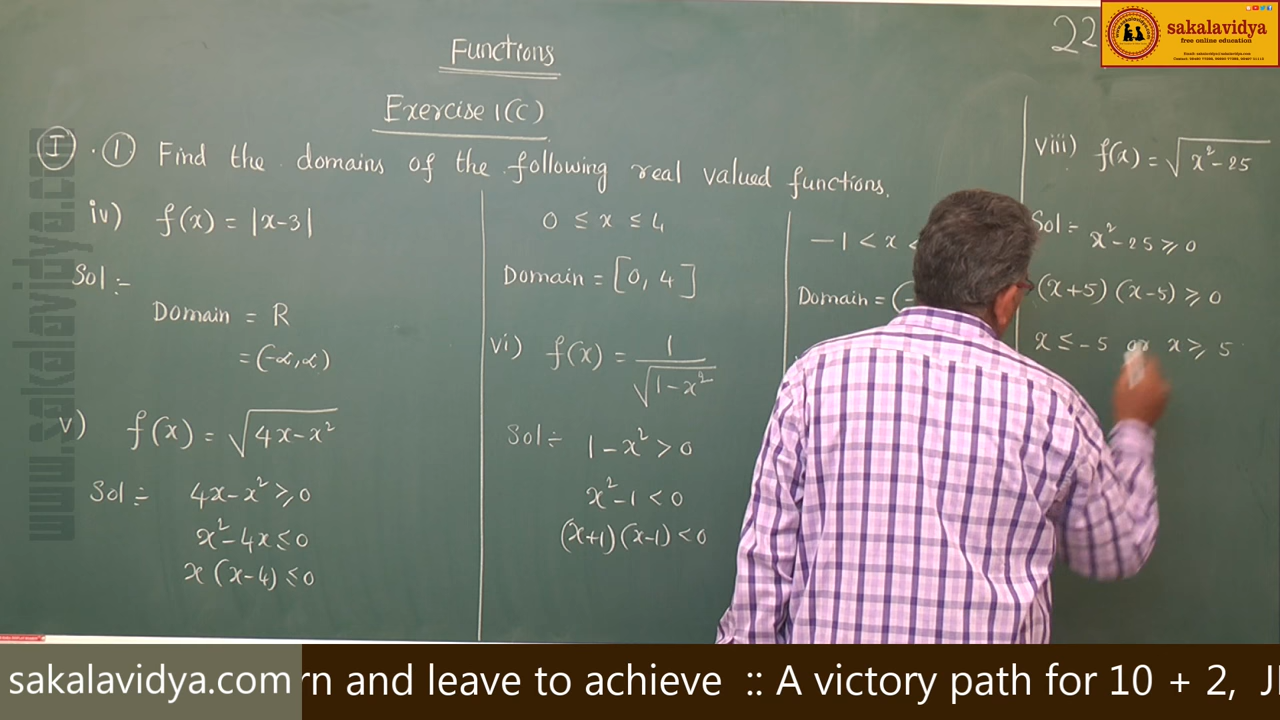 Functions
Exercise 1(C)
I . 1 Find the domains of the following real valued functions.
iv) f(x) = |x-3|
Sol :-
Domain = R
= (-∝, ∝)
v) f(x) = √(4x-x²)
Sol :- 4x-x² ≥ 0
x²-4x ≤ 0
x (x-4) ≤ 0
0 ≤ x ≤ 4
Domain = [0, 4]
vi) f(x) = 1/√(1-x²)
Sol :- 1-x² > 0
x²-1 < 0
(x+1) (x-1) < 0
-1 < x <
Domain = (-
22
viii) f(x) = √(x²-25)
Sol :- x²-25 ≥ 0
(x+5) (x-5) ≥ 0
x ≤ -5 or x ≥ 5
sakalavidya
free online education
www.sakalavidya.com
sakalavidya.com rn and leave to achieve :: A victory path for 10 + 2,